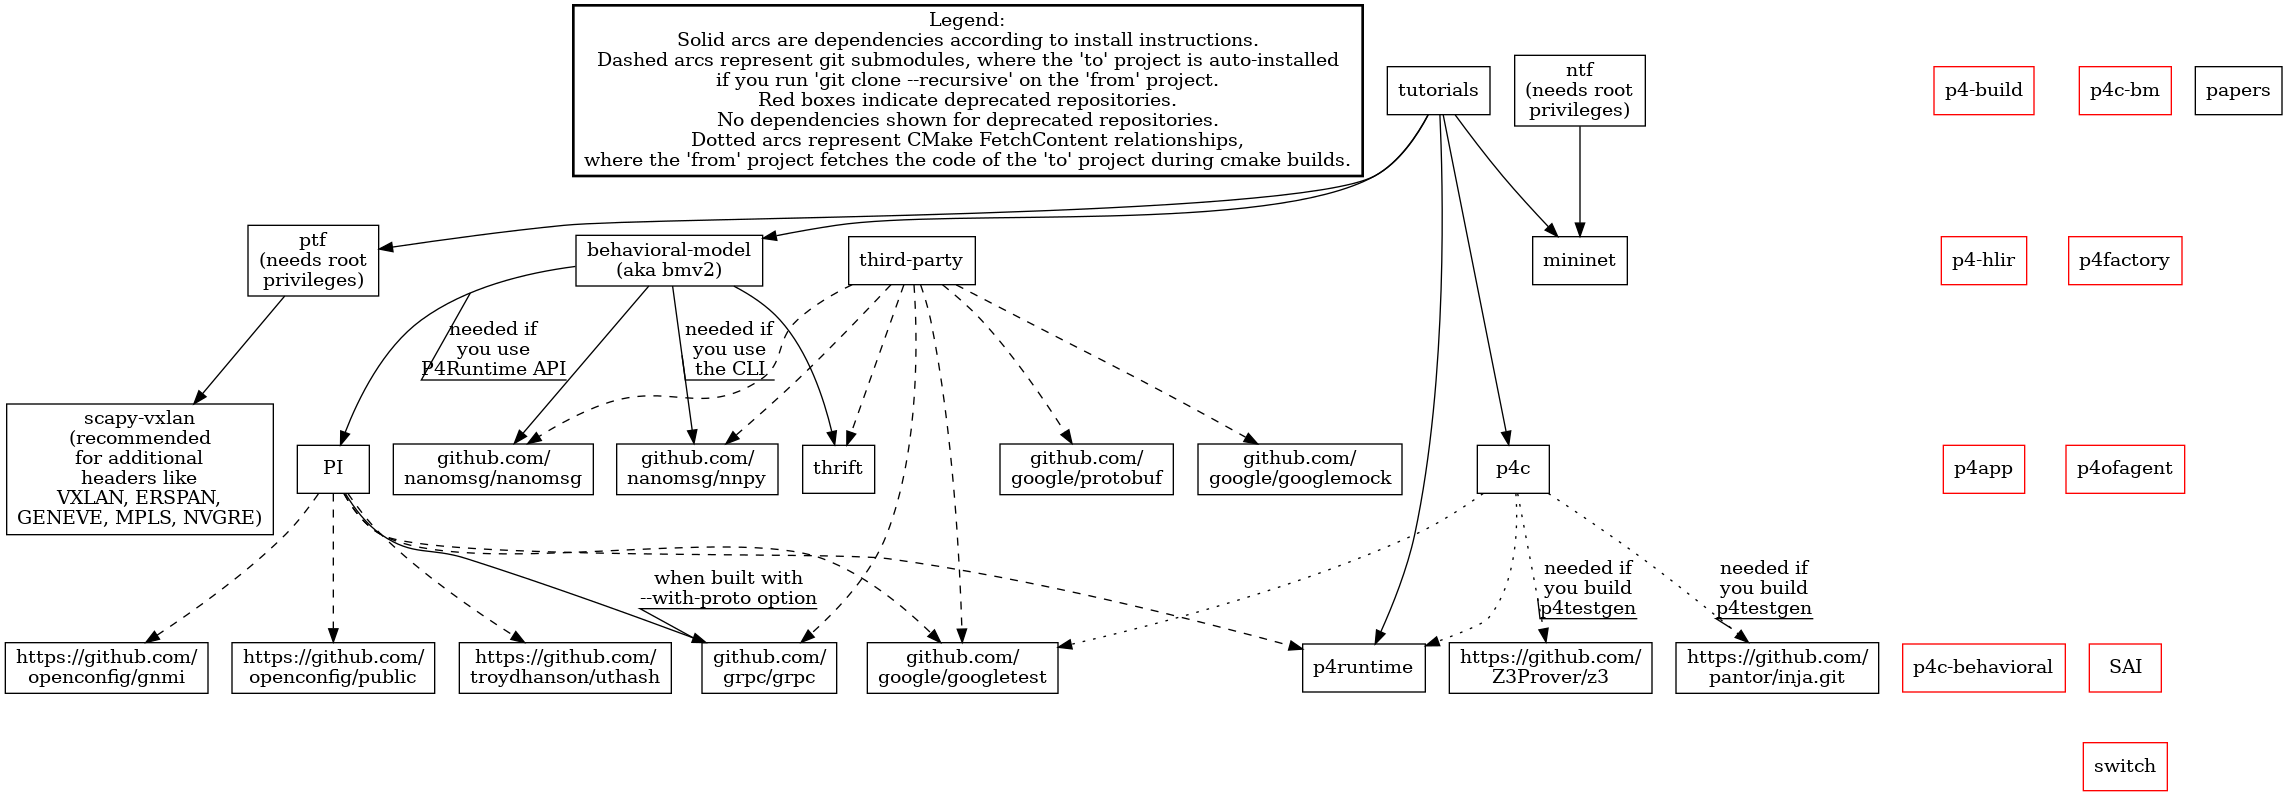 Legend:
Solid arcs are dependencies according to install instructions.
Dashed arcs represent git submodules, where the 'to' project is auto-installed
if you run 'git clone --recursive' on the 'from' project.
Red boxes indicate deprecated repositories.
No dependencies shown for deprecated repositories.
Dotted arcs represent CMake FetchContent relationships,
where the 'from' project fetches the code of the 'to' project during cmake builds.
tutorials
ntf
(needs root
privileges)
p4-build
p4c-bm
papers
ptf
(needs root
privileges)
behavioral-model
(aka bmv2)
third-party
mininet
p4-hlir
p4factory
needed if
you use
P4Runtime API
needed if
you use
the CLI
scapy-vxlan
(recommended
for additional
headers like
VXLAN, ERSPAN,
GENEVE, MPLS, NVGRE)
PI
github.com/
nanomsg/nanomsg
github.com/
nanomsg/nnpy
thrift
github.com/
google/protobuf
github.com/
google/googlemock
p4c
p4app
p4ofagent
when built with
--with-proto option
needed if
you build
p4testgen
needed if
you build
p4testgen
https://github.com/
openconfig/gnmi
https://github.com/
openconfig/public
https://github.com/
troydhanson/uthash
github.com/
grpc/grpc
github.com/
google/googletest
p4runtime
https://github.com/
Z3Prover/z3
https://github.com/
pantor/inja.git
p4c-behavioral
SAI
switch